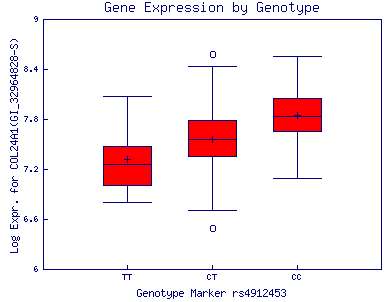 Gene Expression by Genotype
Log Expr. for COL24A1(GI_32964828-S)
9
8.4
7.8
7.2
6.6
6
TT CT CC
Genotype Marker rs4912453